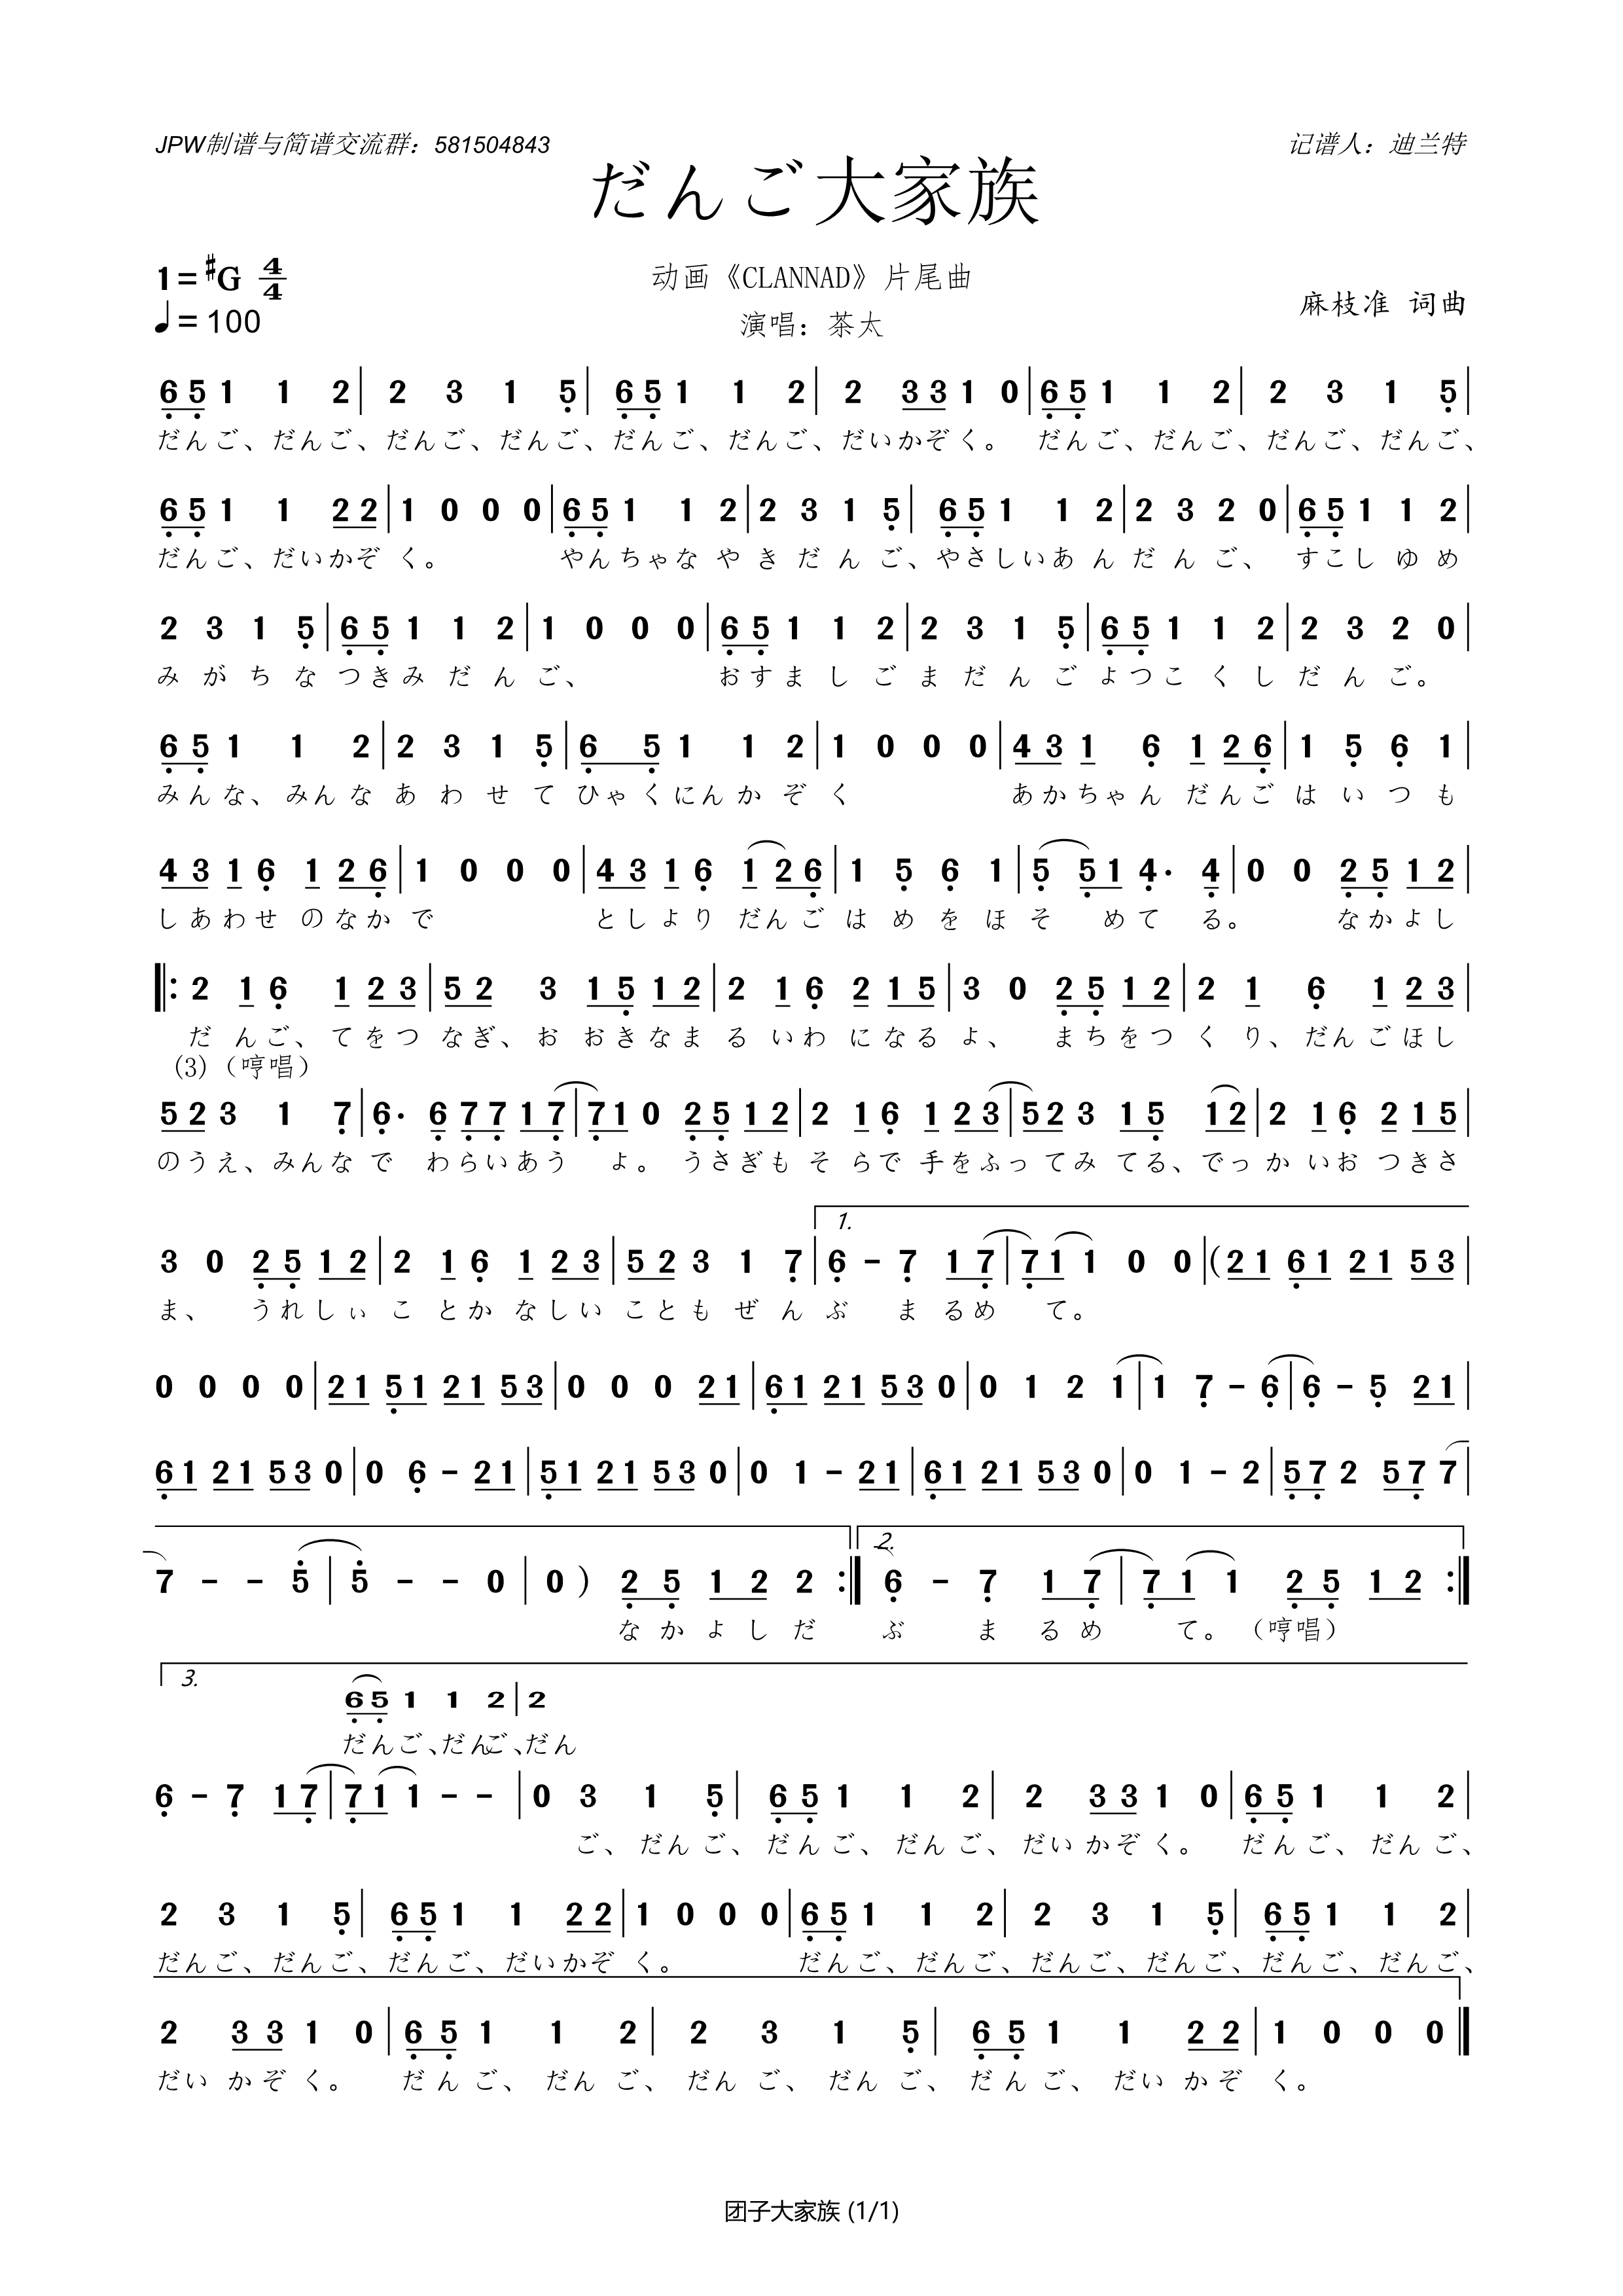 JPW制谱与简谱交流群：581504843
记谱人：迪兰特
だんご大家族
1=♯G 4/4
动画《CLANNAD》片尾曲
♩=100
演唱：茶太
麻枝准 词曲
6 5 1 1 2 | 2 3 1 5 | 6 5 1 1 2 | 2 3 3 1 0 | 6 5 1 1 2 | 2 3 1 5 |
だんご、だんご、だんご、だんご、だんご、だんご、だいかぞく。 だんご、だんご、だんご、だんご、
6 5 1 1 2 2 | 1 0 0 0 | 6 5 1 1 2 | 2 3 1 5 | 6 5 1 1 2 | 2 3 2 0 | 6 5 1 1 2 |
だんご、だいかぞく。 やんちゃなやきだんご、やさしいあんだんご、 すこしゆめ
2 3 1 5 | 6 5 1 1 2 | 1 0 0 0 | 6 5 1 1 2 | 2 3 1 5 | 6 5 1 1 2 | 2 3 2 0 |
みがちなつきみだんご、 おすましごまだんごよつこくしだんご。
6 5 1 1 2 | 2 3 1 5 | 6 5 1 1 2 | 1 0 0 0 | 4 3 1 6 1 2 6 | 1 5 6 1 |
みんな、みんなあわせてひゃくにんかぞく あかちゃんだんごはいつも
4 3 1 6 1 2 6 | 1 0 0 0 | 4 3 1 6 1 2 6 | 1 5 6 1 | 5 5 1 4· 4 | 0 0 2 5 1 2 |
しあわせのなかで としよりだんごはめをほそ めてる。 なかよし
‖: 2 1 6 1 2 3 | 5 2 3 1 5 1 2 | 2 1 6 2 1 5 | 3 0 2 5 1 2 | 2 1 6 1 2 3 |
だんご、てをつなぎ、おおきなまるいわになるよ、 まちをつくり、だんごほし
(3)（哼唱）
5 2 3 1 7 | 6· 6 7 7 1 7 | 7 1 0 2 5 1 2 | 2 1 6 1 2 3 | 5 2 3 1 5 1 2 | 2 1 6 2 1 5 |
のうえ、みんなで わらいあう よ。 うさぎもそらで手をふってみてる、でっかいおつきさ
1.
3 0 2 5 1 2 | 2 1 6 1 2 3 | 5 2 3 1 7 | 6 - 7 1 7 | 7 1 1 0 0 | (2 1 6 1 2 1 5 3 |
ま、 うれしぃことかなしいこともぜんぶ まるめ て。
0 0 0 0 | 2 1 5 1 2 1 5 3 | 0 0 0 2 1 | 6 1 2 1 5 3 0 | 0 1 2 1 | 1 7 - 6 | 6 - 5 2 1 |
6 1 2 1 5 3 0 | 0 6 - 2 1 | 5 1 2 1 5 3 0 | 0 1 - 2 1 | 6 1 2 1 5 3 0 | 0 1 - 2 | 5 7 2 5 7 7 |
2.
7 - - 5 | 5 - - 0 | 0 ) 2 5 1 2 2 :‖ 6 - 7 1 7 | 7 1 1 2 5 1 2 :‖
なかよしだ ぶ まるめ て。（哼唱）
3.
6 5 1 1 2 | 2
だんご、だんご、だん
6 - 7 1 7 | 7 1 1 - - | 0 3 1 5 | 6 5 1 1 2 | 2 3 3 1 0 | 6 5 1 1 2 |
ご、だんご、だんご、だんご、だいかぞく。 だんご、だんご、
2 3 1 5 | 6 5 1 1 2 2 | 1 0 0 0 | 6 5 1 1 2 | 2 3 1 5 | 6 5 1 1 2 |
だんご、だんご、だんご、だいかぞく。 だんご、だんご、だんご、だんご、だんご、だんご、
2 3 3 1 0 | 6 5 1 1 2 | 2 3 1 5 | 6 5 1 1 2 2 | 1 0 0 0 ‖
だいかぞく。 だんご、だんご、だんご、だんご、だんご、だいかぞく。
团子大家族 (1/1)